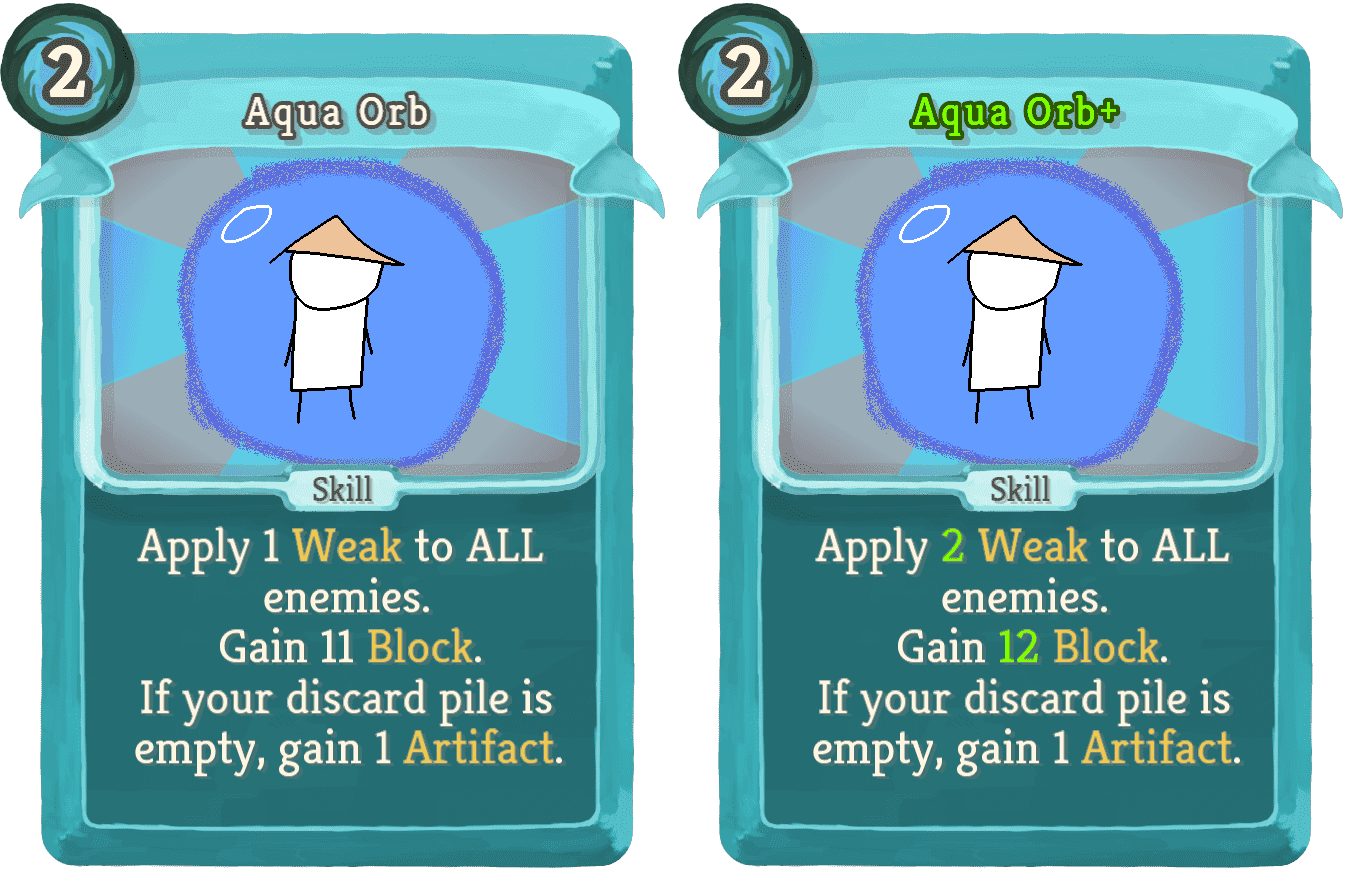 2
Aqua Orb
Skill
Apply 1 Weak to ALL
enemies.
Gain 11 Block.
If your discard pile is
empty, gain 1 Artifact.
2
Aqua Orb+
Skill
Apply 2 Weak to ALL
enemies.
Gain 12 Block.
If your discard pile is
empty, gain 1 Artifact.